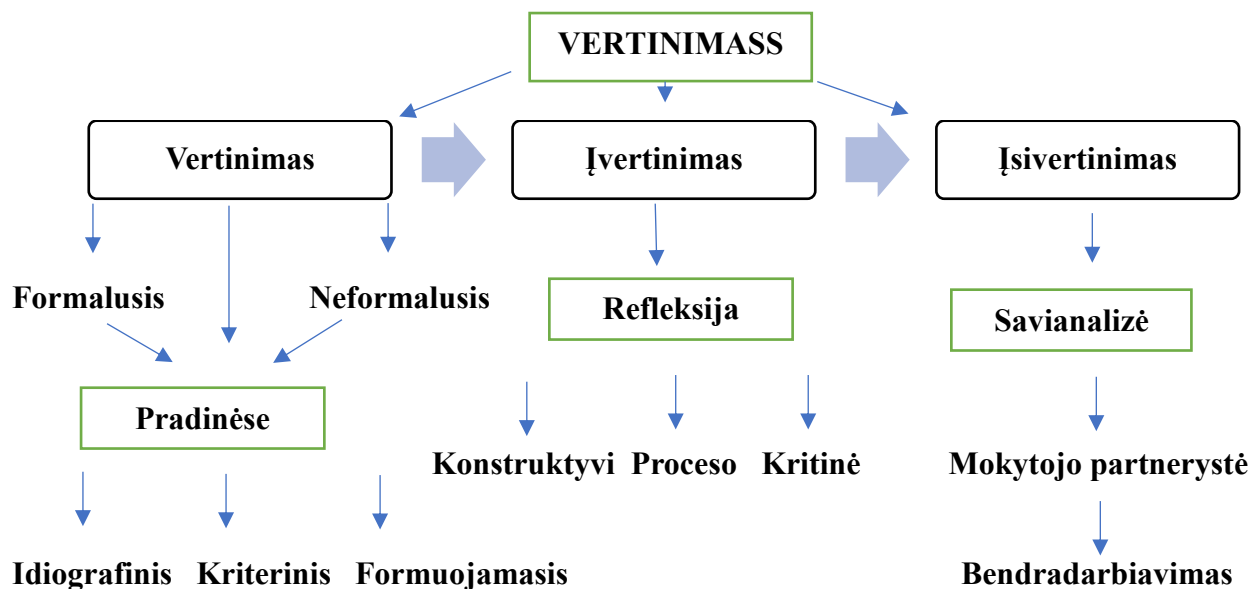 VERTINIMASS
Vertinimas
Įvertinimas
Įsivertinimas
Formalusis
Neformalusis
Refleksija
Savianalizė
Pradinėse
Konstruktyvi
Proceso
Kritinė
Mokytojo partnerystė
Idiografinis
Kriterinis
Formuojamasis
Bendradarbiavimas